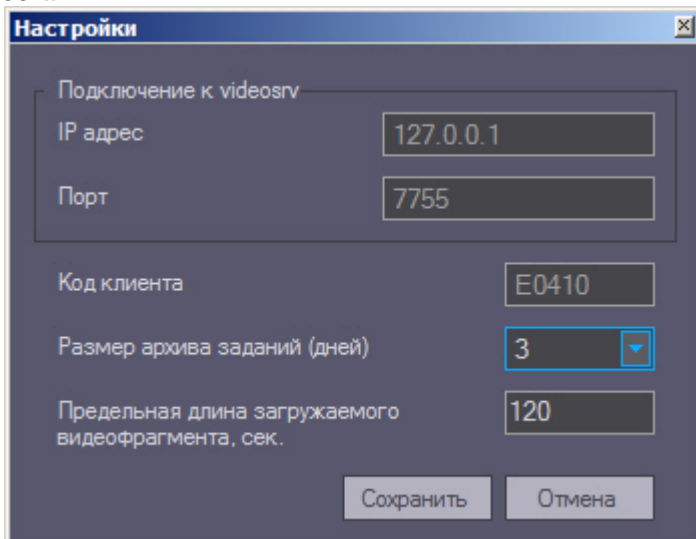 Настройки
Подключение к videosrv
IP адрес
127.0.0.1
Порт
7755
Код клиента
E0410
Размер архива заданий (дней)
3
Предельная длина загружаемого
видеофрагмента, сек.
120
Сохранить
Отмена